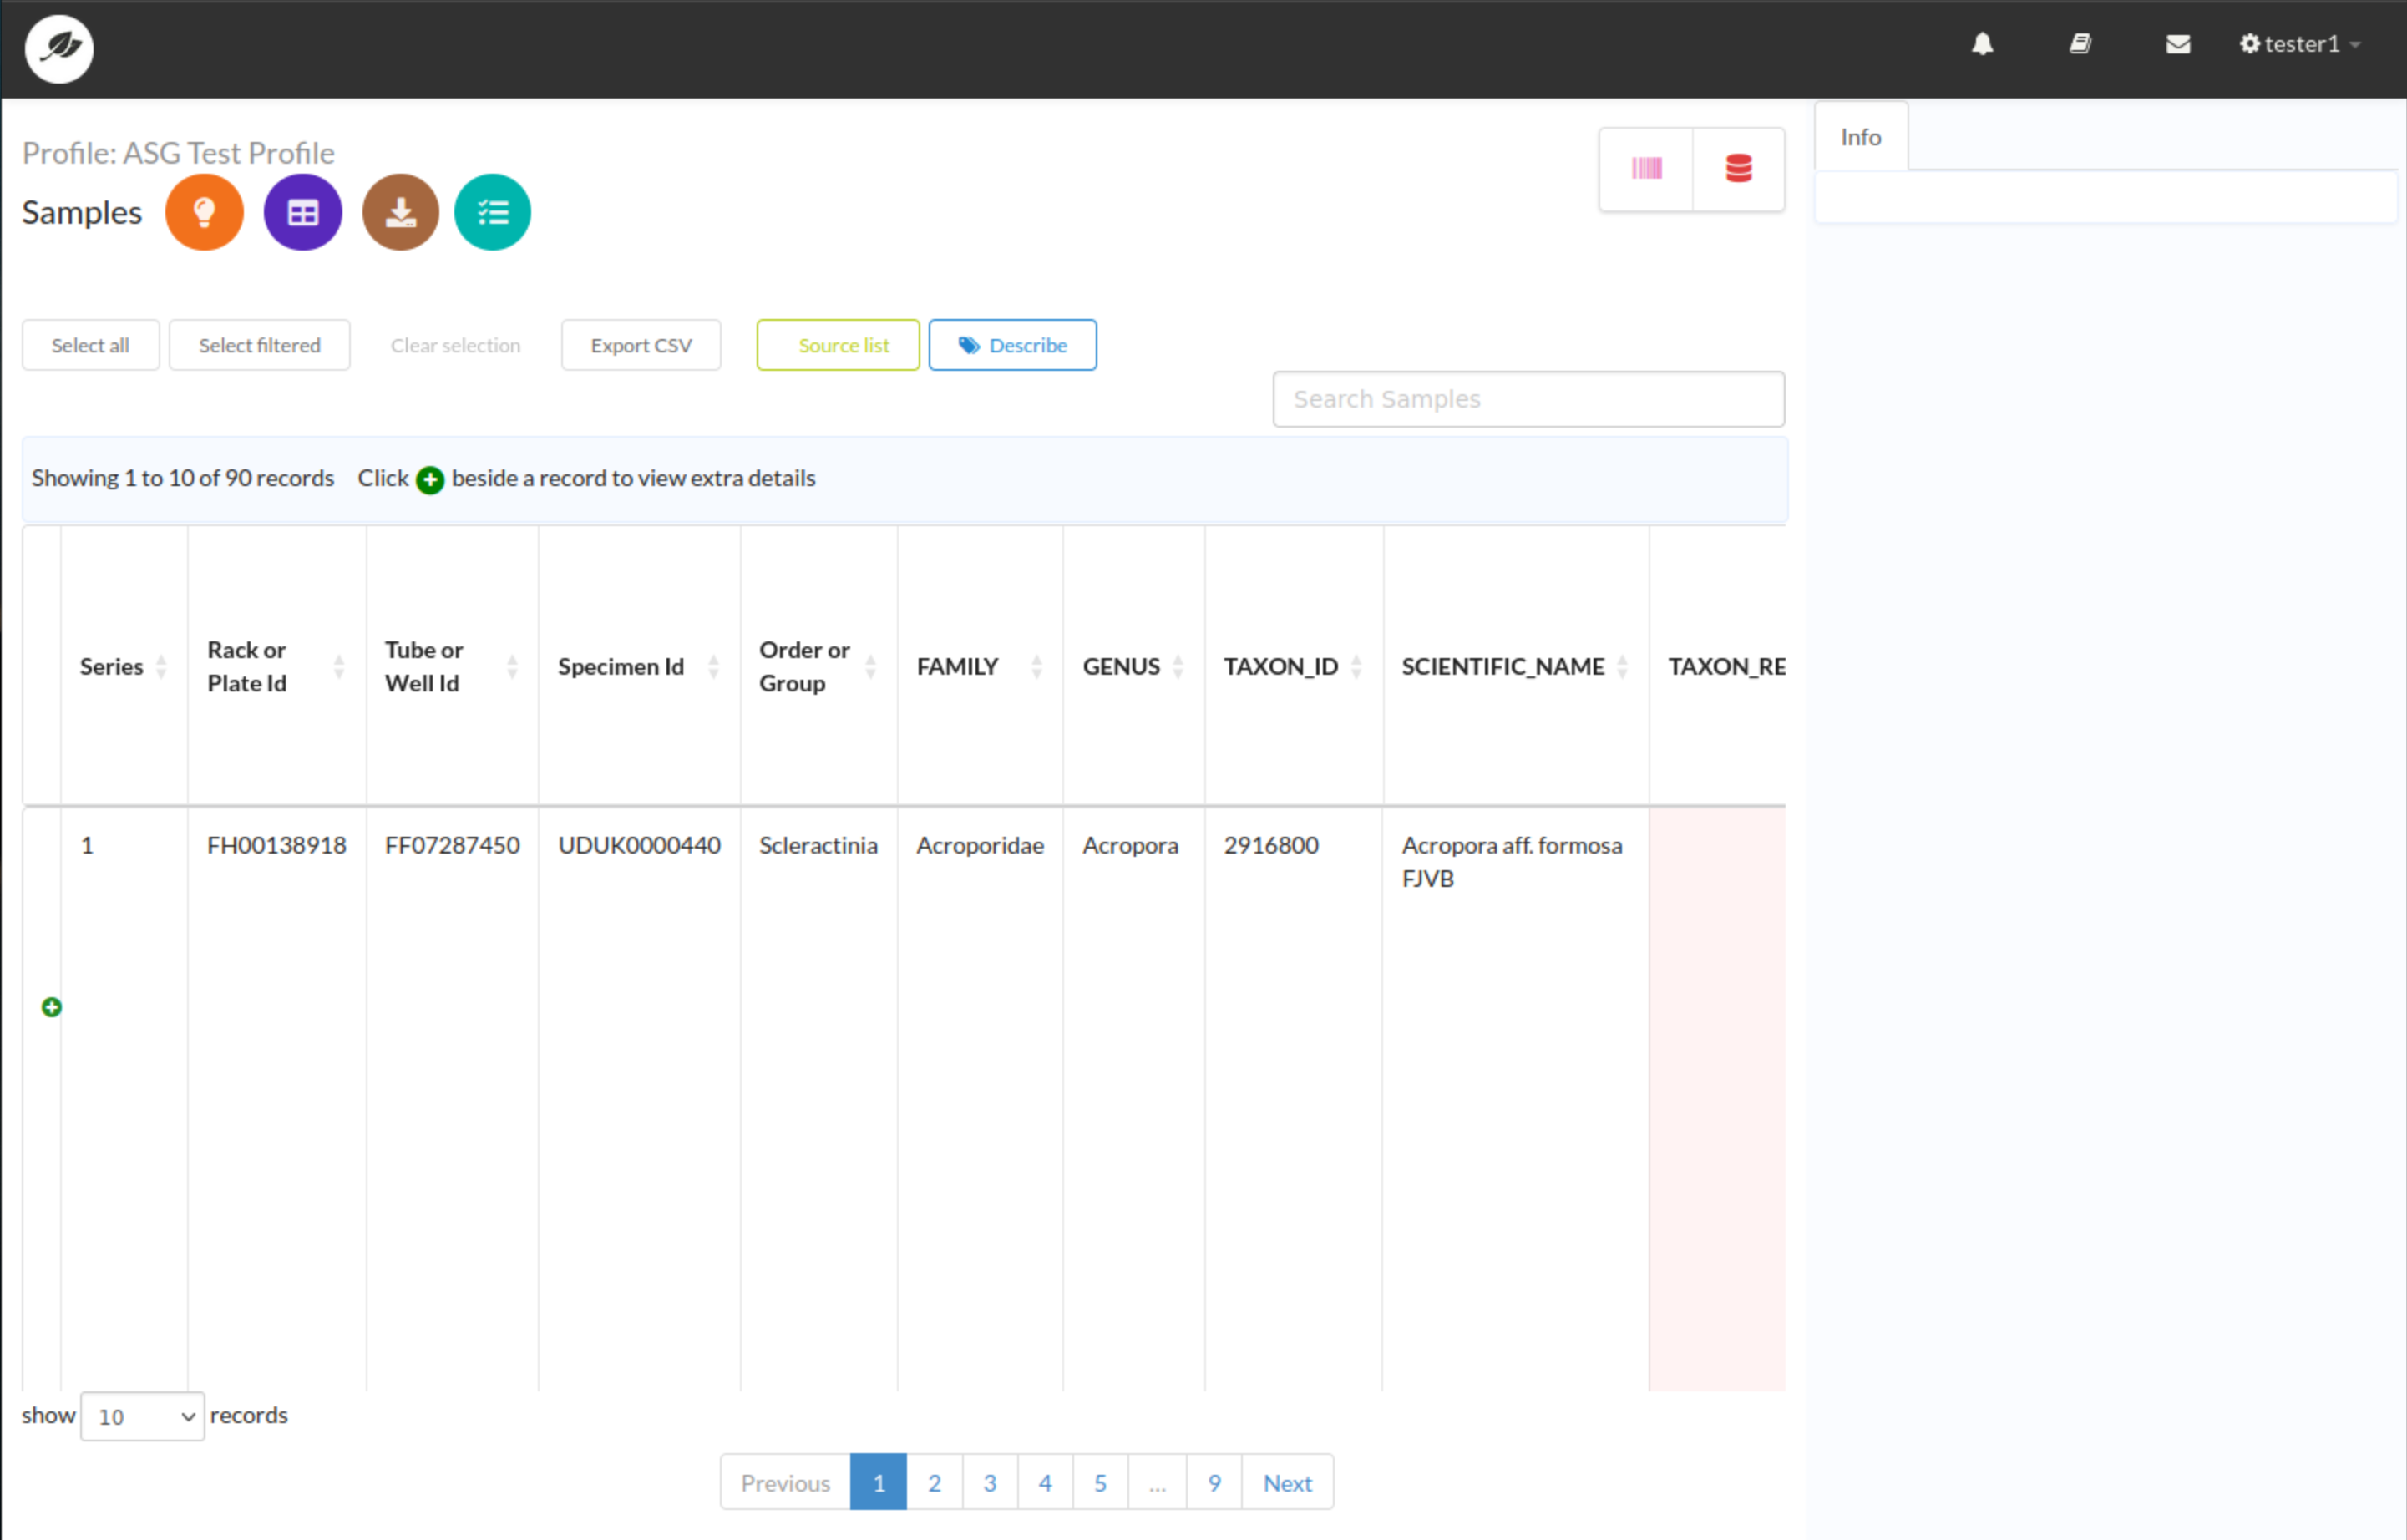 tester1
Profile: ASG Test Profile
Info
Samples
Select all
Select filtered
Clear selection
Export CSV
Source list
Describe
Search Samples
Showing 1 to 10 of 90 records Click beside a record to view extra details
Series
Rack or
Plate Id
Tube or
Well Id
Specimen Id
Order or
Group
FAMILY
GENUS
TAXON_ID
SCIENTIFIC_NAME
TAXON_RE
1
FH00138918
FF07287450
UDUK0000440
Scleractinia
Acroporidae
Acropora
2916800
Acropora aff. formosa
FJVB
show 10 records
Previous 1 2 3 4 5 ... 9 Next